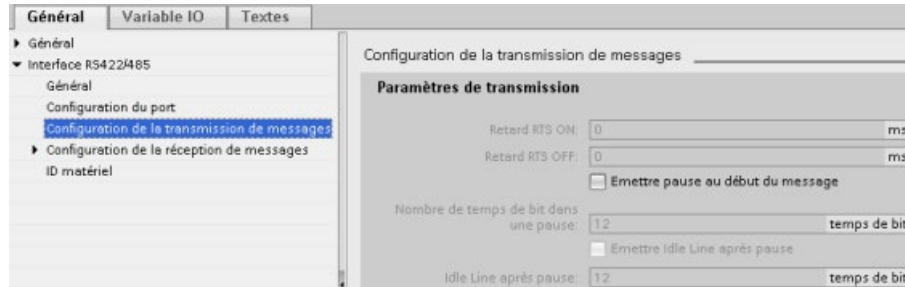 Général Variable IO Textes
Général
Interface RS422/485
Général
Configuration du port
Configuration de la transmission de messages
Configuration de la réception de messages
ID matériel
Configuration de la transmission de messages
Paramètres de transmission
Retard RTS ON: 0 ms
Retard RTS OFF: 0 ms
Emettre pause au début du message
Nombre de temps de bit dans
une pause: 12 temps de bit
Emettre Idle Line après pause
Idle Line après pause: 12 temps de bit